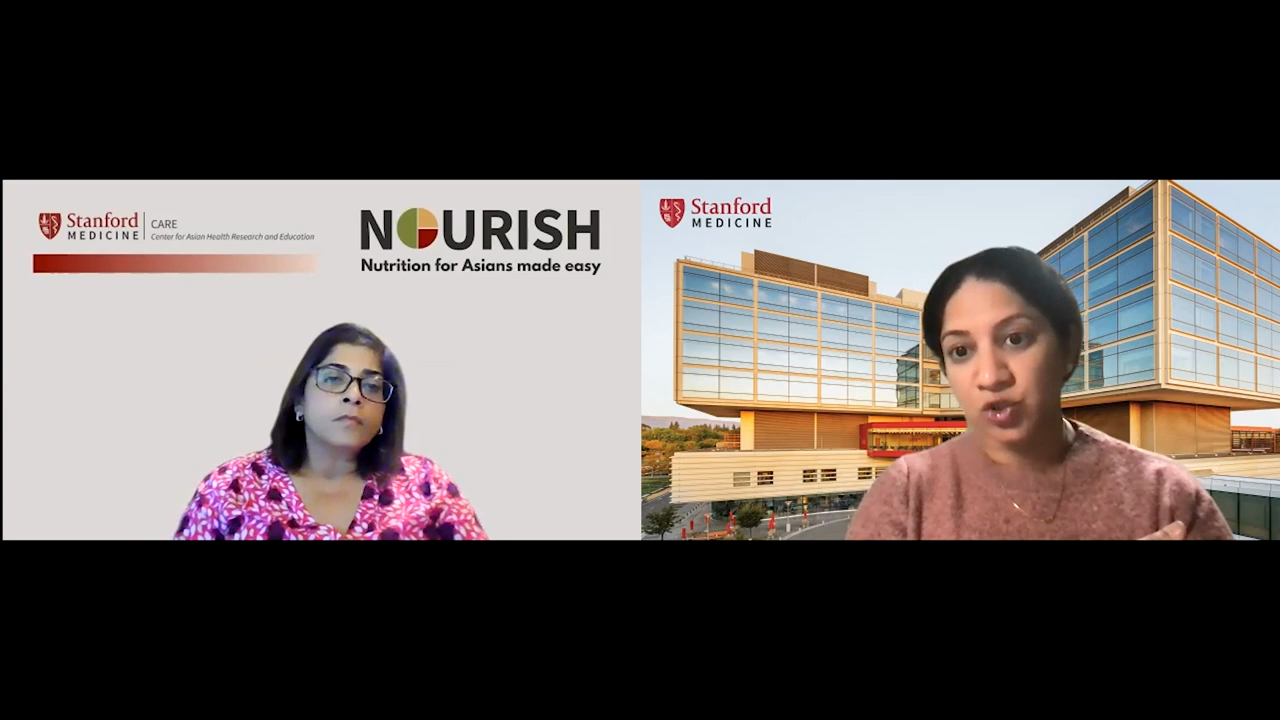 Stanford
MEDICINE
CARE
Center for Asian Health Research and Education
NOURISH
Nutrition for Asians made easy
Stanford
MEDICINE